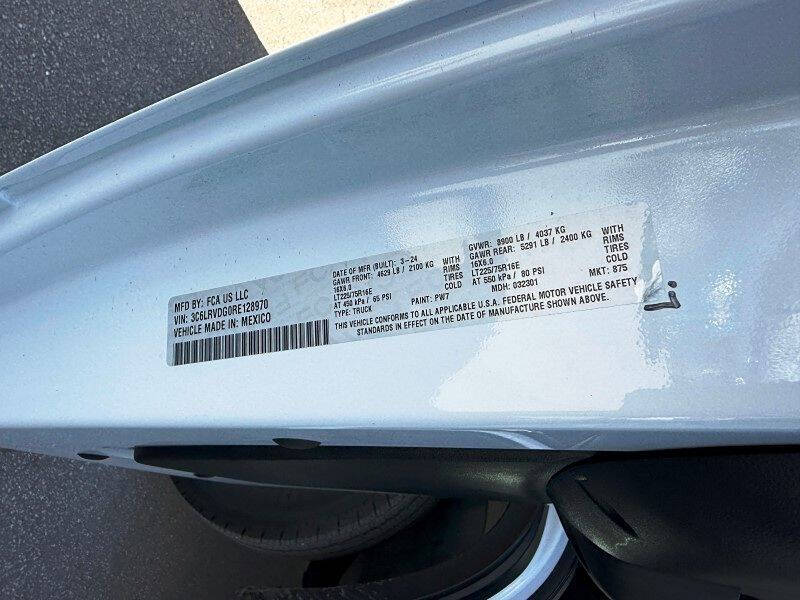 MFD BY: FCA US LLC
VIN: 3C6LRVDG0RE128970
VEHICLE MADE IN: MEXICO
DATE OF MFR (BUILT): 3-24
GAWR FRONT: 4629 LB / 2100 KG WITH
16X6.0 RIMS
LT225/75R16E TIRES
AT 450 kPa / 65 PSI COLD
TYPE: TRUCK PAINT: PW7
GVWR: 8900 LB / 4037 KG
GAWR REAR: 5291 LB / 2400 KG WITH
16X6.0 RIMS
LT225/75R16E TIRES
AT 550 kPa / 80 PSI COLD
MDH: 032301 MKT: 875
THIS VEHICLE CONFORMS TO ALL APPLICABLE U.S.A. FEDERAL MOTOR VEHICLE SAFETY
STANDARDS IN EFFECT ON THE DATE OF MANUFACTURE SHOWN ABOVE.